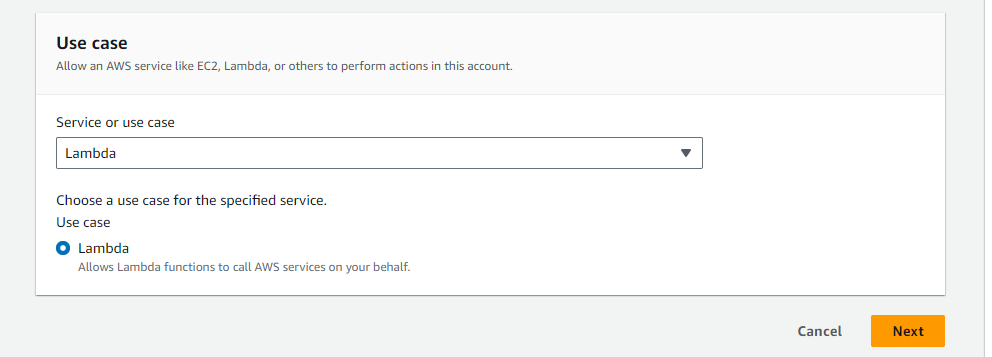 Use case
Allow an AWS service like EC2, Lambda, or others to perform actions in this account.
Service or use case
Lambda
Choose a use case for the specified service.
Use case
Lambda
Allows Lambda functions to call AWS services on your behalf.
Cancel Next